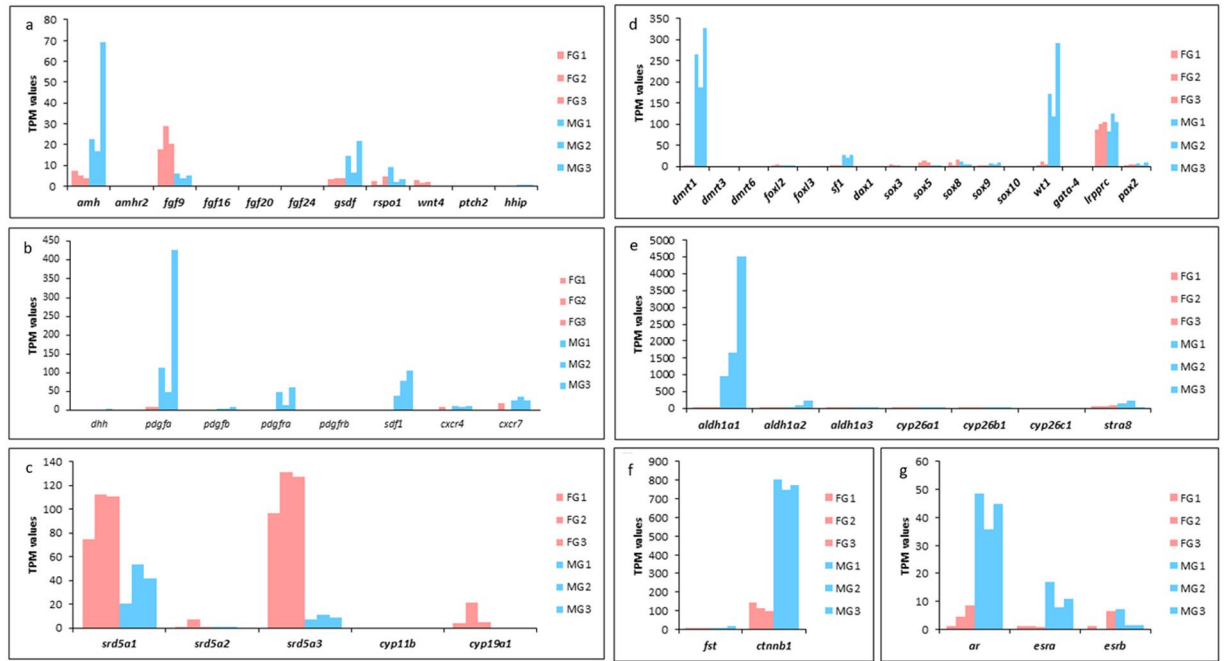 a
TPM values
80
70
60
50
40
30
20
10
0
amh amhr2 fgf9 fgf16 fgf20 fgf24 gsdf rspo1 wnt4 ptch2 hhip
FG1
FG2
FG3
MG1
MG2
MG3
d
TPM values
350
300
250
200
150
100
50
0
dmrt1 dmrt3 dmrt6 foxl2 foxl3 sf1 dax1 sox3 sox5 sox8 sox9 sox10 wt1 gata-4 lrpprc pax2
FG1
FG2
FG3
MG1
MG2
MG3
b
TPM values
450
400
350
300
250
200
150
100
50
0
dhh pdgfa pdgfb pdgfra pdgfrb sdf1 cxcr4 cxcr7
FG1
FG2
FG3
MG1
MG2
MG3
e
TPM values
5000
4500
4000
3500
3000
2500
2000
1500
1000
500
0
aldh1a1 aldh1a2 aldh1a3 cyp26a1 cyp26b1 cyp26c1 stra8
FG1
FG2
FG3
MG1
MG2
MG3
c
TPM values
140
120
100
80
60
40
20
0
srd5a1 srd5a2 srd5a3 cyp11b cyp19a1
FG1
FG2
FG3
MG1
MG2
MG3
f
TPM values
900
800
700
600
500
400
300
200
100
0
fst ctnnb1
FG1
FG2
FG3
MG1
MG2
MG3
g
TPM values
60
50
40
30
20
10
0
ar esra esrb
FG1
FG2
FG3
MG1
MG2
MG3